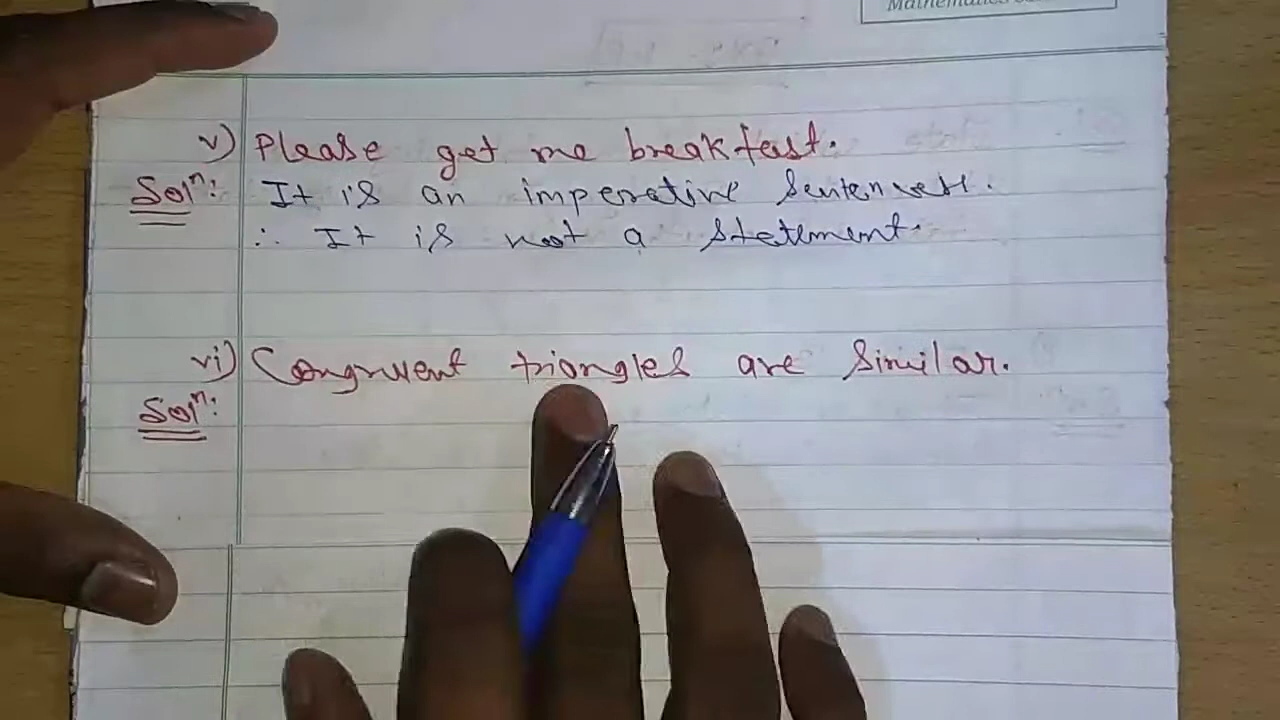 Mathematics
v) Please get me breakfast.
Solⁿ: It is an imperative
∴ It is not a statement.
vi) Congruent triangles are similar.
Solⁿ: